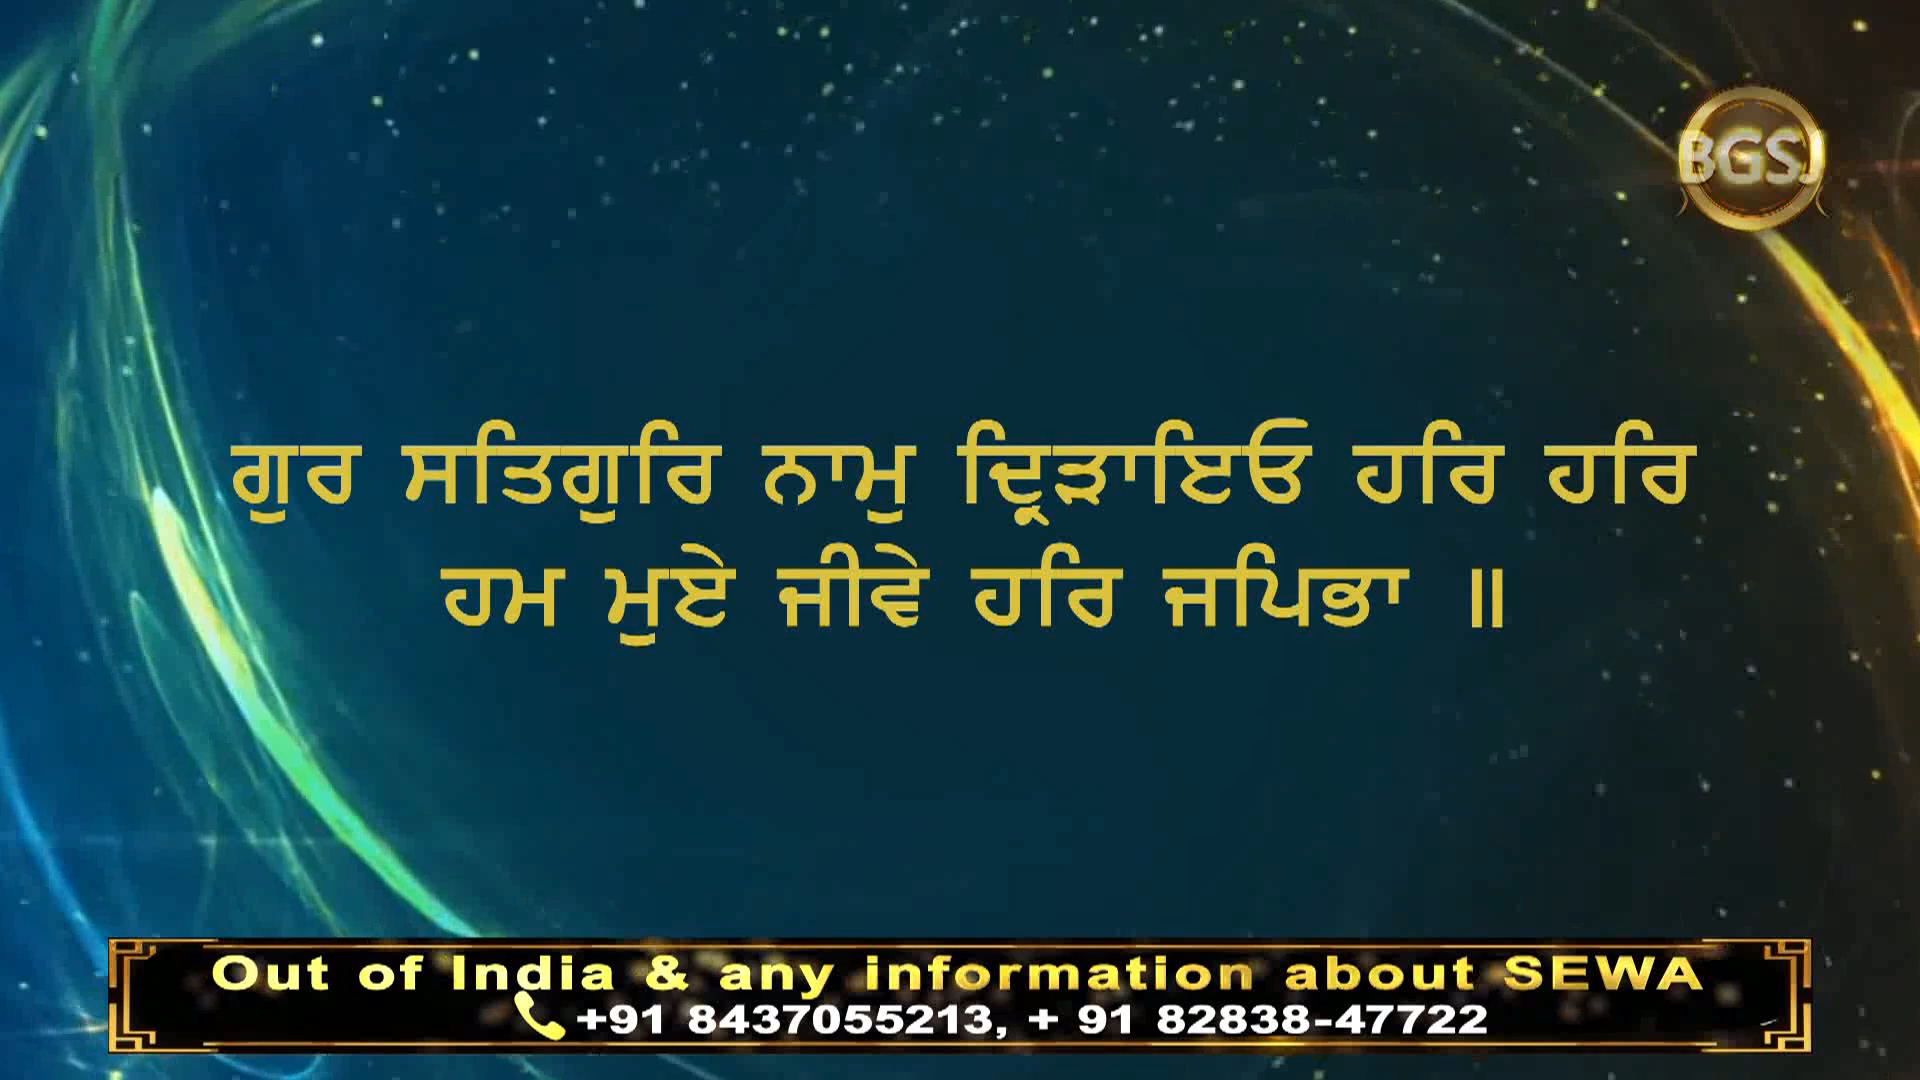 BGSJ
ਗੁਰ ਸਤਿਗੁਰਿ ਨਾਮੁ ਦ੍ਰਿੜਾਇਓ ਹਰਿ ਹਰਿ
ਹਮ ਮੁਏ ਜੀਵੇ ਹਰਿ ਜਪਿਭਾ ॥
Out of India & any information about SEWA
+91 8437055213, + 91 82838-47722